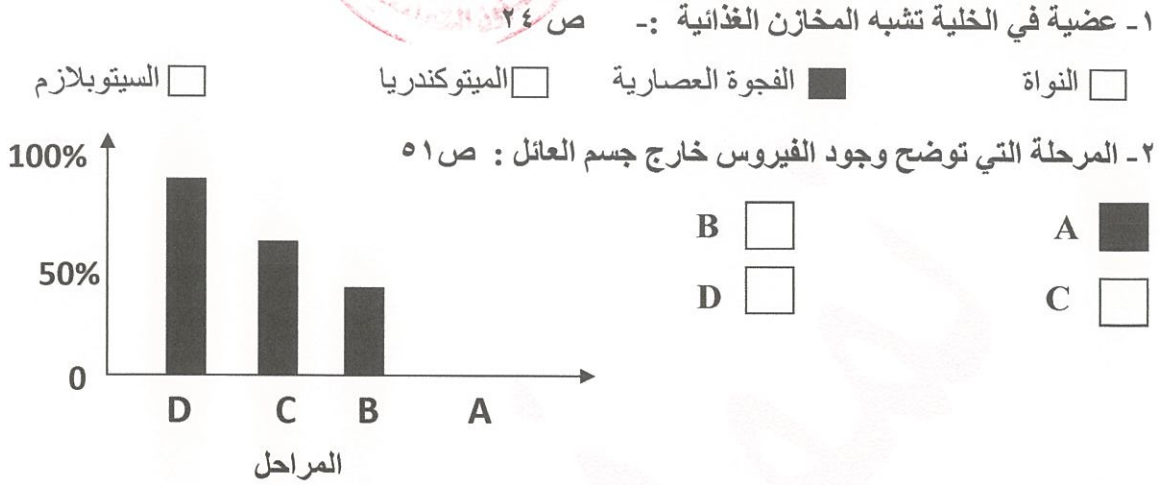 ١- عضية في الخلية تشبه المخازن الغذائية :- ص ٢٤
النواة الفجوة العصارية الميتوكندريا السيتوبلازم
٢- المرحلة التي توضح وجود الفيروس خارج جسم العائل : ص٥١
A B
C D
100%
50%
0
D C B A
المراحل